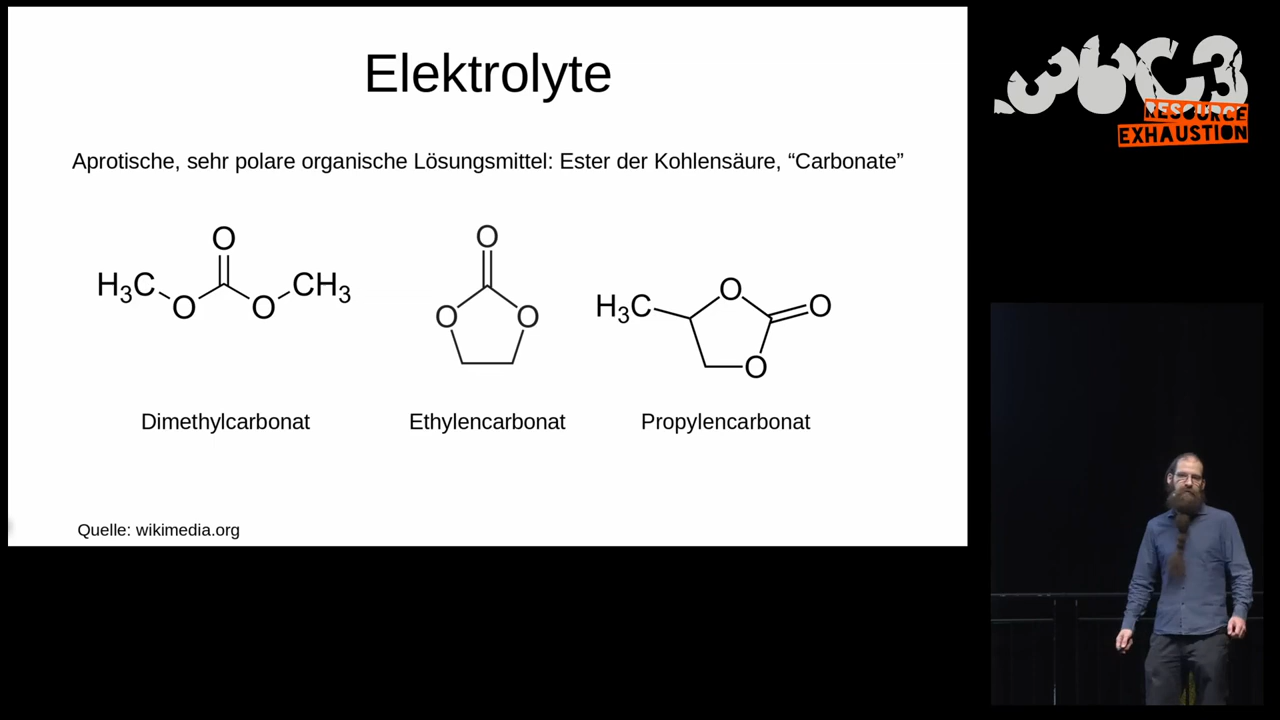 Elektrolyte
Aprotische, sehr polare organische Lösungsmittel: Ester der Kohlensäure, “Carbonate”
O
H₃C
O
O
CH₃
O
O
O
H₃C
O
O
O
Dimethylcarbonat
Ethylencarbonat
Propylencarbonat
Quelle: wikimedia.org
36C3
RESOURCE
EXHAUSTION